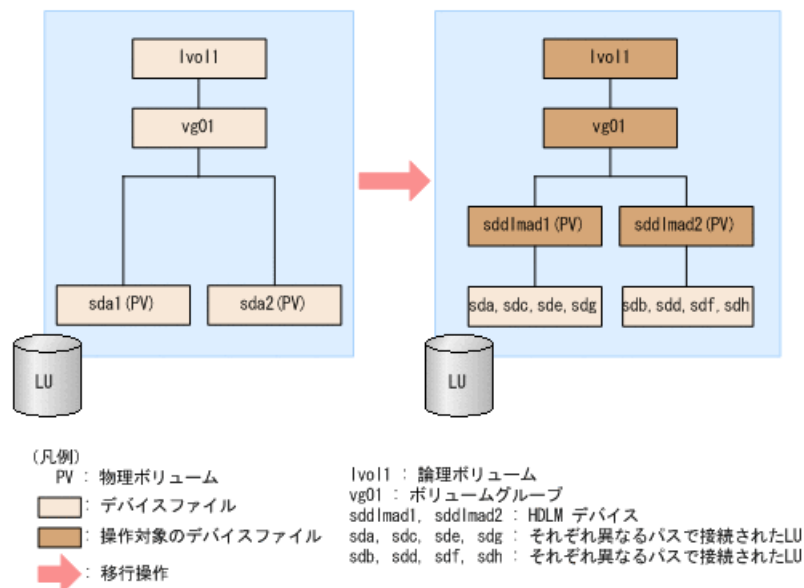 lvol1
vg01
sda1(PV)
sda2(PV)
LU
lvol1
vg01
sddlmad1(PV)
sddlmad2(PV)
sda, sdc, sde, sdg
sdb, sdd, sdf, sdh
LU
(凡例)
PV : 物理ボリューム
: デバイスファイル
: 操作対象のデバイスファイル
: 移行操作
lvol1 : 論理ボリューム
vg01 : ボリュームグループ
sddlmad1, sddlmad2 : HDLM デバイス
sda, sdc, sde, sdg : それぞれ異なるパスで接続されたLU
sdb, sdd, sdf, sdh : それぞれ異なるパスで接続されたLU